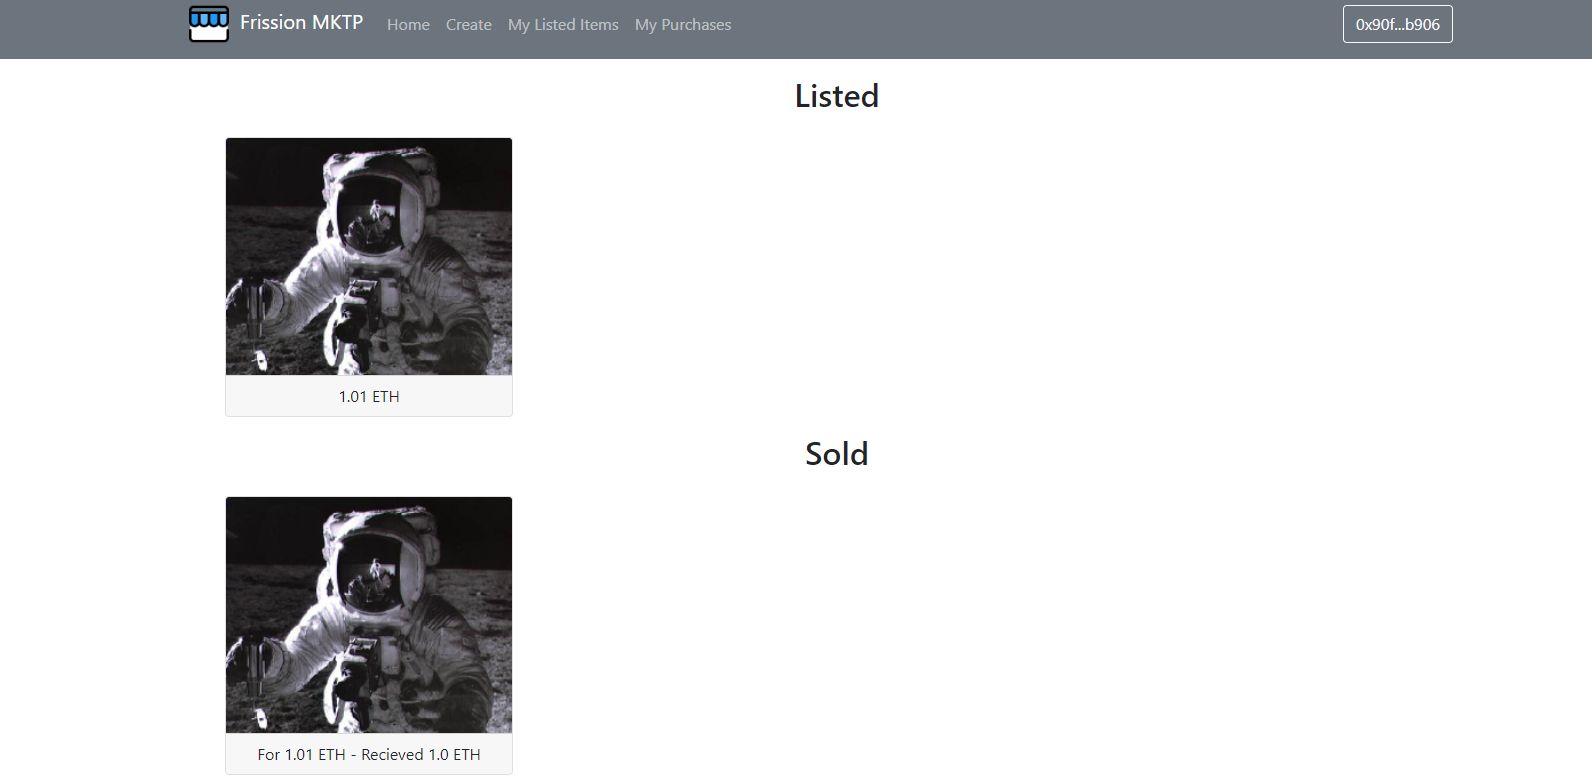 Frission MKTP Home Create My Listed Items My Purchases 0x90f...b906
Listed
1.01 ETH
Sold
For 1.01 ETH - Recieved 1.0 ETH